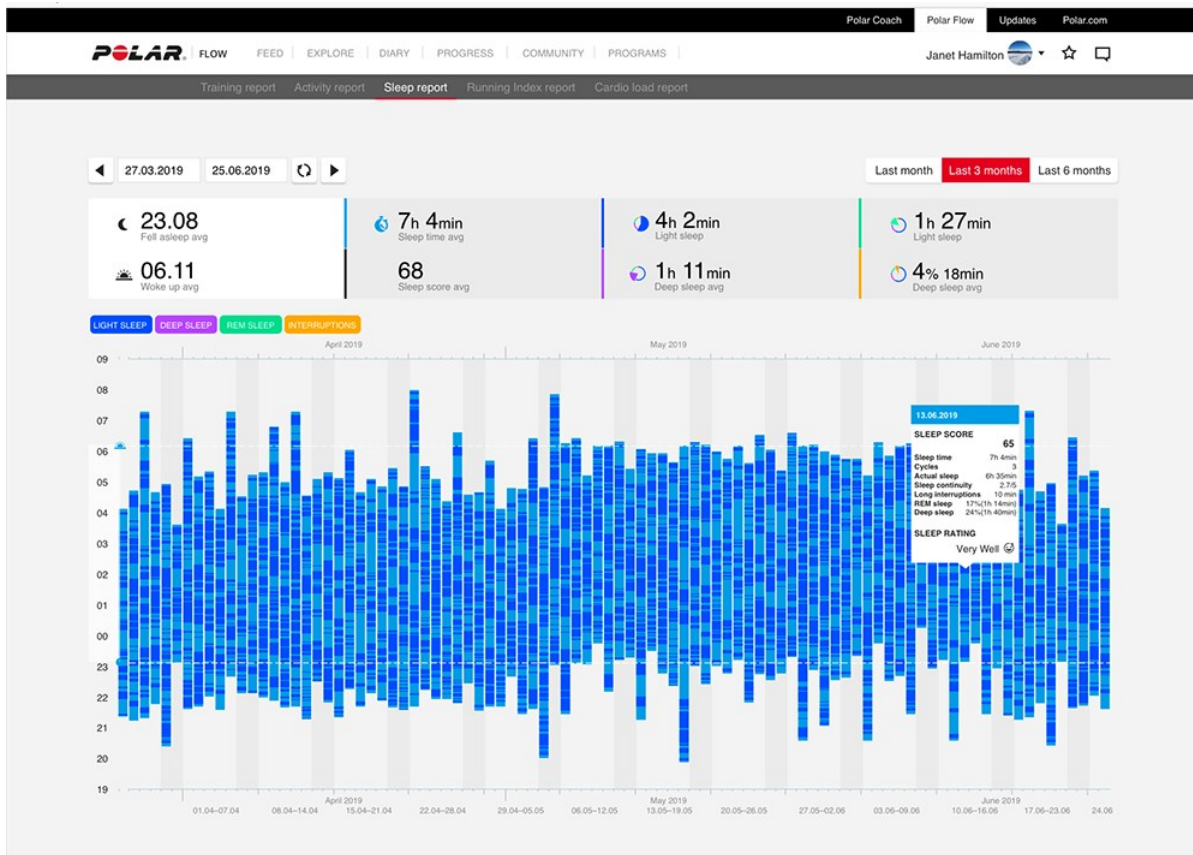 Polar Coach Polar Flow Updates Polar.com
POLAR. FLOW FEED EXPLORE DIARY PROGRESS COMMUNITY PROGRAMS Janet Hamilton
Training report Activity report Sleep report Running Index report Cardio load report
27.03.2019 25.06.2019 Last month Last 3 months Last 6 months
23.08 7h 4min 4h 2min 1h 27min
Fell asleep avg Sleep time avg Light sleep Light sleep
06.11 68 1h 11min 4% 18min
Woke up avg Sleep score avg Deep sleep avg Deep sleep avg
LIGHT SLEEP DEEP SLEEP REM SLEEP INTERRUPTIONS
April 2019 May 2019 June 2019
09
08
07
06
05
04
03
02
01
00
23
22
21
20
19
13.06.2019
SLEEP SCORE
65
Sleep time 7h 4min
Cycles 3
Actual sleep 6h 35min
Sleep continuity 2.7/5
Long interruptions 10 min
REM sleep 17%(1h 14min)
Deep sleep 24%(1h 40min)
SLEEP RATING
Very Well
April 2019 May 2019 June 2019
01.04–07.04 08.04–14.04 15.04–21.04 22.04–28.04 29.04–05.05 06.05–12.05 13.05–19.05 20.05–26.05 27.05–02.06 03.06–09.06 10.06–16.06 17.06–23.06 24.06